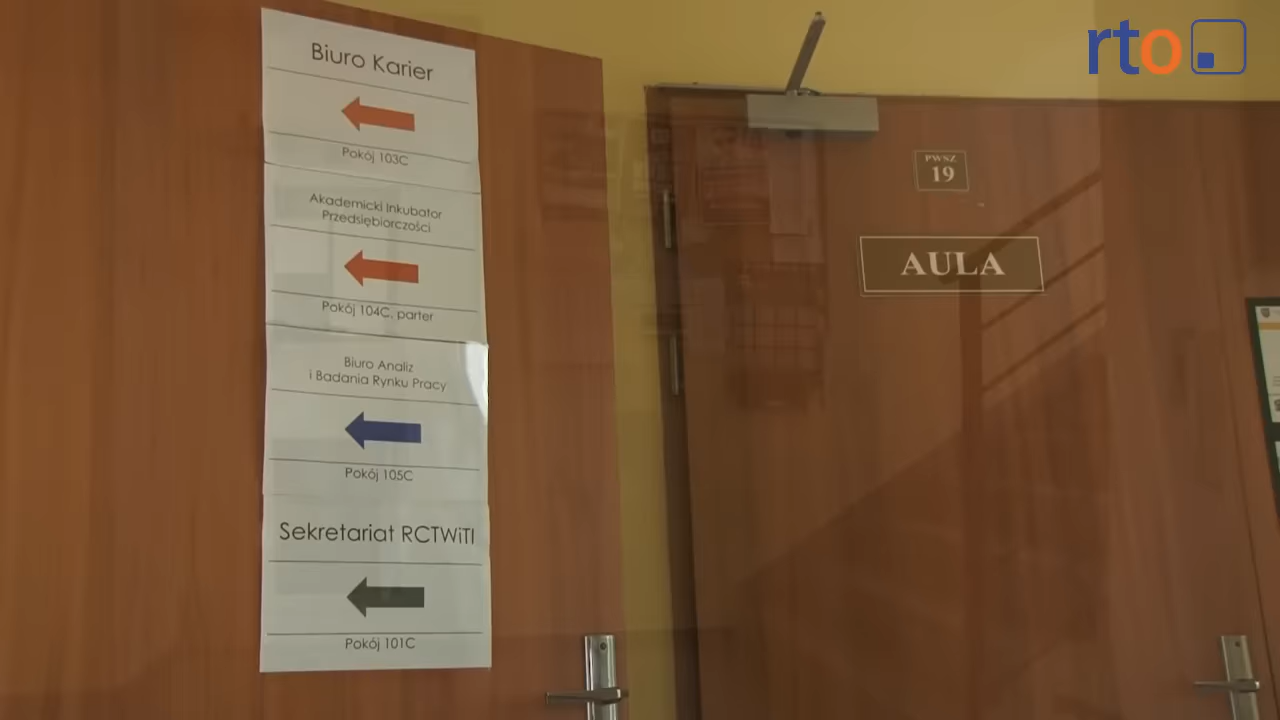 Biuro Karier
Pokój 103C
Akademicki Inkubator
Przedsiębiorczości
Pokój 104C, parter
Biuro Analiz
i Badania Rynku Pracy
Pokój 105C
Sekretariat RCTWiTI
Pokój 101C
rto
PWSZ
19
AULA